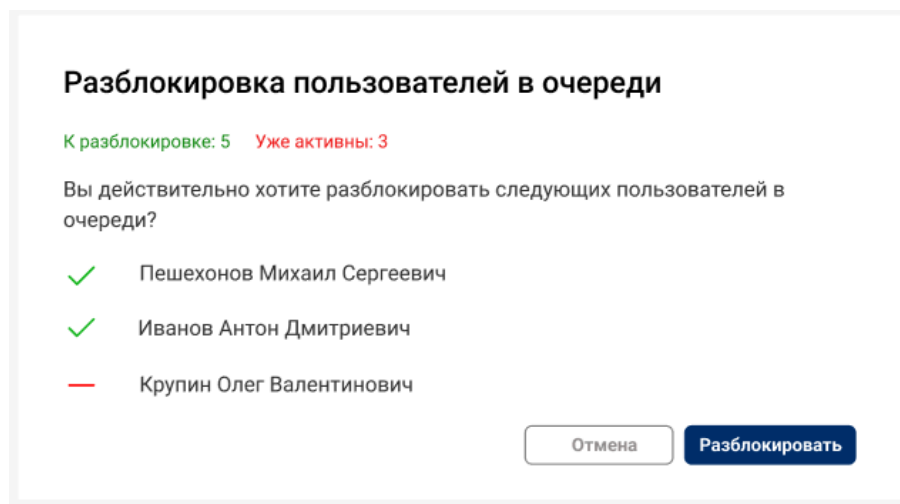 Разблокировка пользователей в очереди
К разблокировке: 5 Уже активны: 3
Вы действительно хотите разблокировать следующих пользователей в
очереди?
Пешехонов Михаил Сергеевич
Иванов Антон Дмитриевич
Крупин Олег Валентинович
Отмена Разблокировать